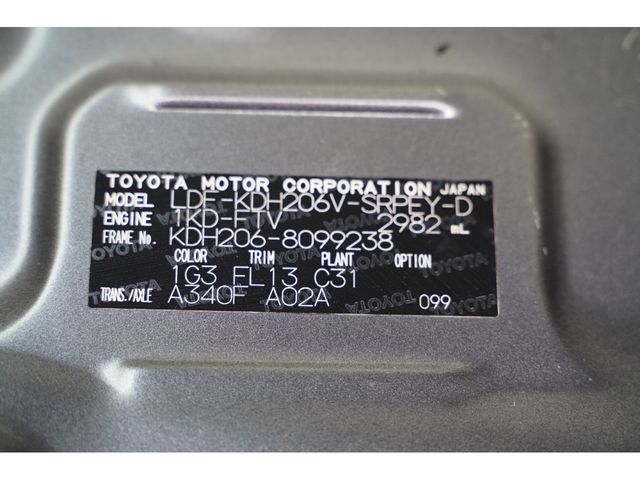 TOYOTA MOTOR CORPORATION JAPAN
MODEL LDF-KDH206V-SRPEY-D
ENGINE 1KD-FTV 2982 mL
FRAME No. KDH206-8099238
COLOR TRIM PLANT OPTION
1G3 FL13 C31
TRANS./AXLE A340F A02A 099